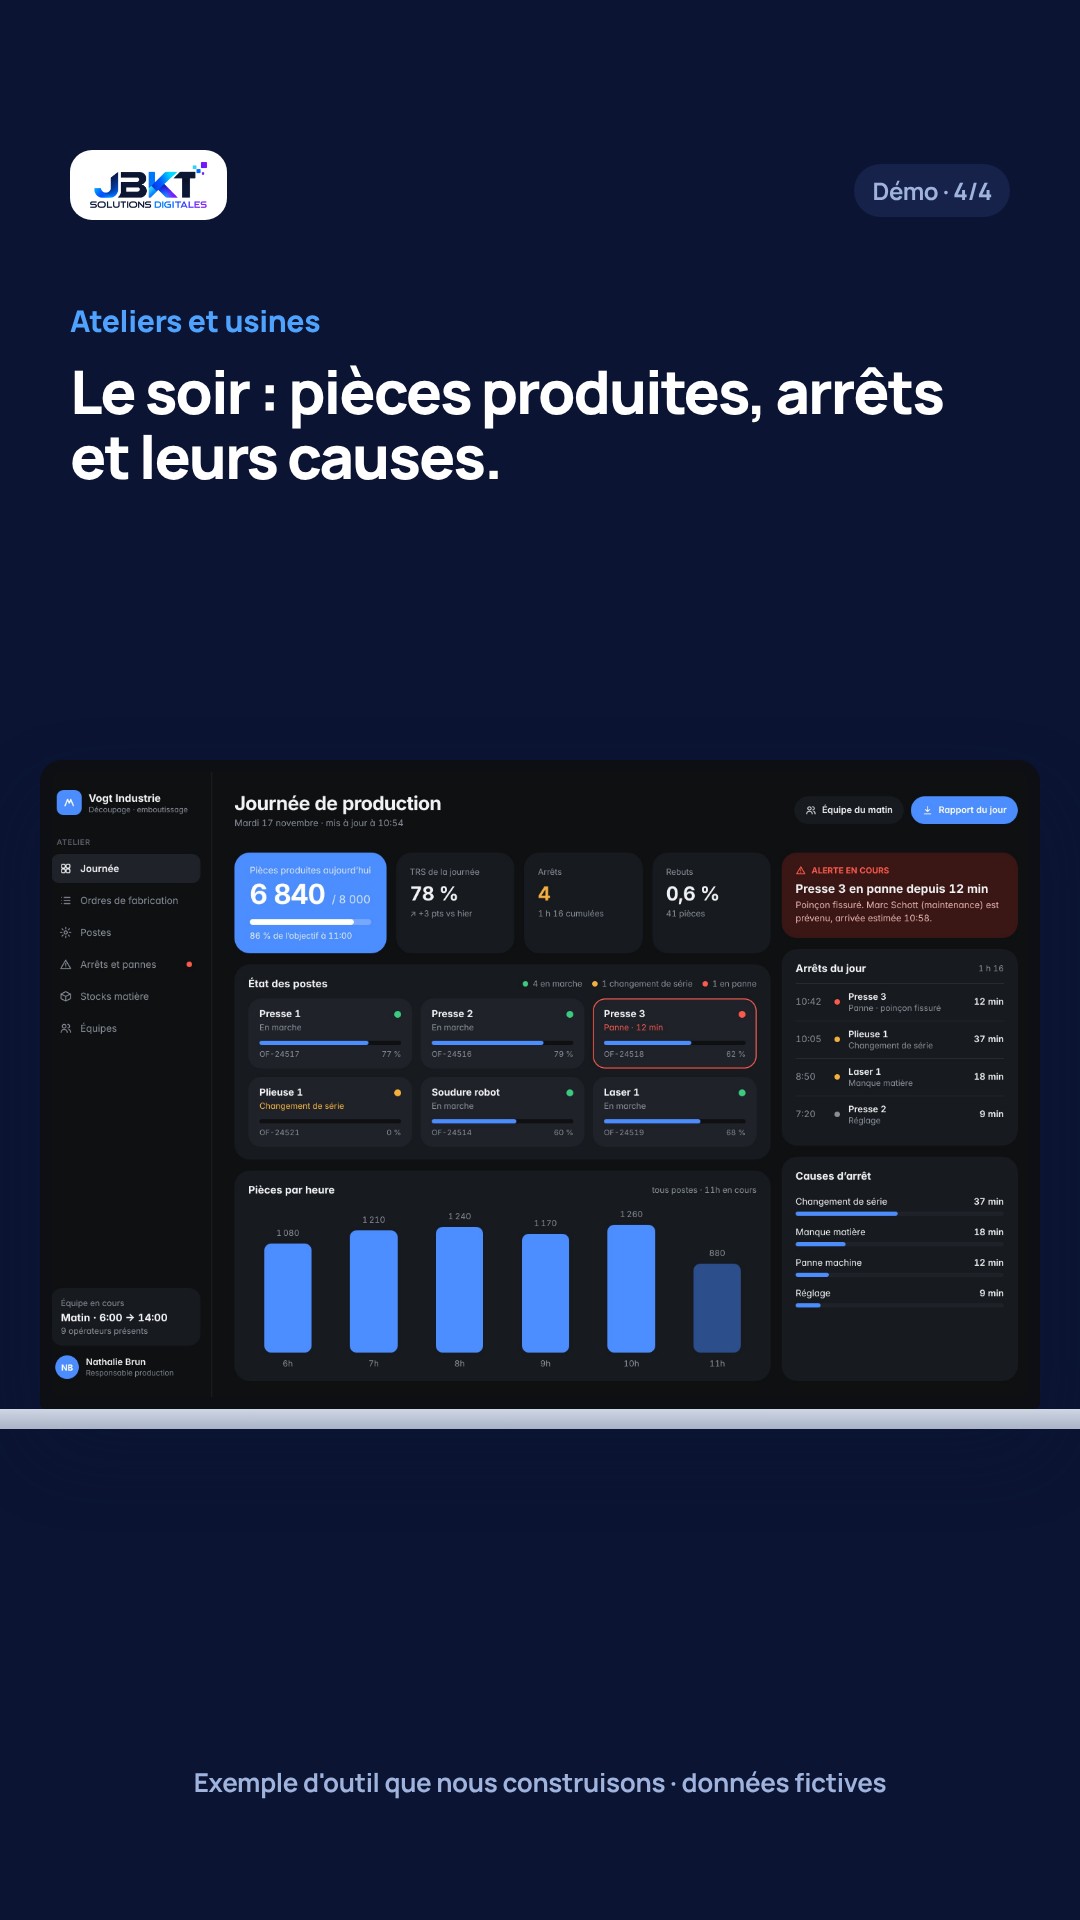 JBKT
SOLUTIONS DIGITALES
Démo · 4/4
Ateliers et usines
Le soir : pièces produites, arrêts
et leurs causes.
Vogt Industrie
Découpage · emboutissage
ATELIER
Journée
Ordres de fabrication
Postes
Arrêts et pannes
Stocks matière
Équipes
Équipe en cours
Matin · 6:00 → 14:00
9 opérateurs présents
NB
Nathalie Brun
Responsable production
Journée de production
Mardi 17 novembre · mis à jour à 10:54
Équipe du matin
Rapport du jour
Pièces produites aujourd'hui
6 840 / 8 000
86 % de l'objectif à 11:00
TRS de la journée
78 %
↗ +3 pts vs hier
Arrêts
4
1 h 16 cumulées
Rebuts
0,6 %
41 pièces
État des postes
4 en marche 1 changement de série 1 en panne
Presse 1
En marche
OF-24517 77 %
Presse 2
En marche
OF-24516 79 %
Presse 3
Panne · 12 min
OF-24518 62 %
Plieuse 1
Changement de série
OF-24521 0 %
Soudure robot
En marche
OF-24514 60 %
Laser 1
En marche
OF-24519 68 %
Pièces par heure
tous postes · 11h en cours
1 080 1 210 1 240 1 170 1 260 880
6h 7h 8h 9h 10h 11h
ALERTE EN COURS
Presse 3 en panne depuis 12 min
Poinçon fissuré. Marc Schott (maintenance) est
prévenu, arrivée estimée 10:58.
Arrêts du jour 1 h 16
10:42 Presse 3 12 min
Panne · poinçon fissuré
10:05 Plieuse 1 37 min
Changement de série
8:50 Laser 1 18 min
Manque matière
7:20 Presse 2 9 min
Réglage
Causes d'arrêt
Changement de série 37 min
Manque matière 18 min
Panne machine 12 min
Réglage 9 min
Exemple d'outil que nous construisons · données fictives